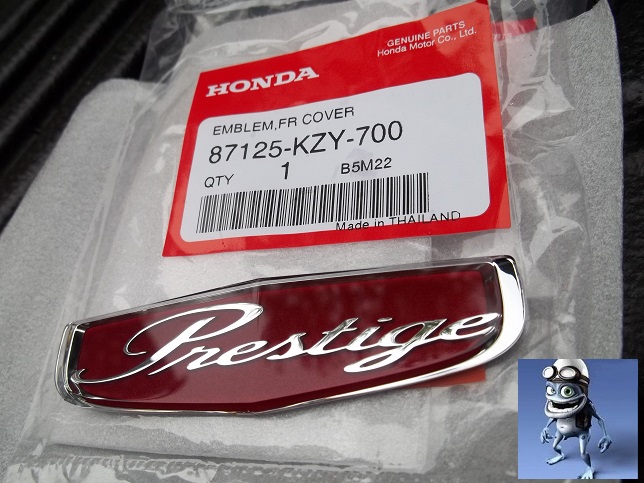 GENUINE PARTS
Honda Motor Co., Ltd.
HONDA
EMBLEM,FR COVER
87125-KZY-700
QTY 1 B5M22
Made in THAILAND
Prestige